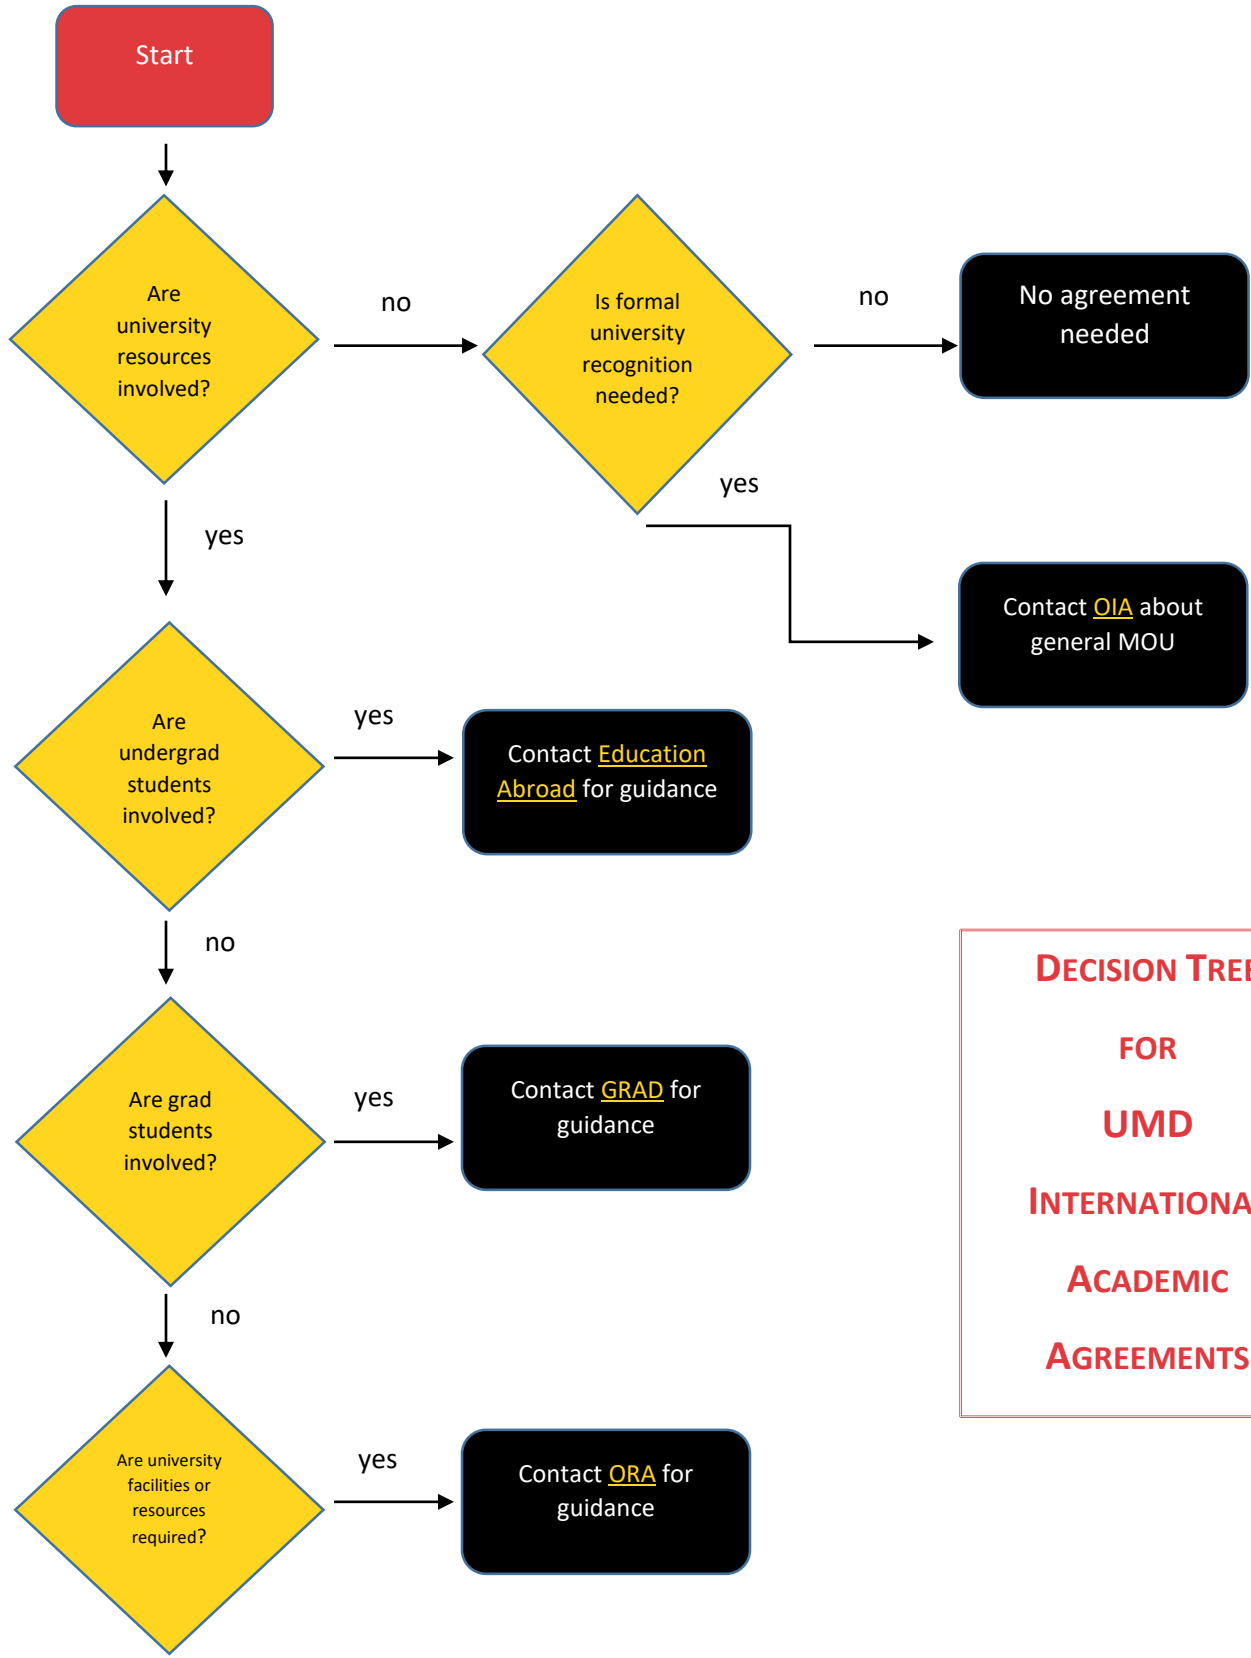 Start
Are
university
resources
involved?
no
Is formal
university
recognition
needed?
no
No agreement
needed
yes
Contact OIA about
general MOU
yes
Are
undergrad
students
involved?
yes
Contact Education
Abroad for guidance
no
Are grad
students
involved?
yes
Contact GRAD for
guidance
no
Are university
facilities or
resources
required?
yes
Contact ORA for
guidance
DECISION TREE
FOR
UMD
INTERNATIONA
ACADEMIC
AGREEMENTS